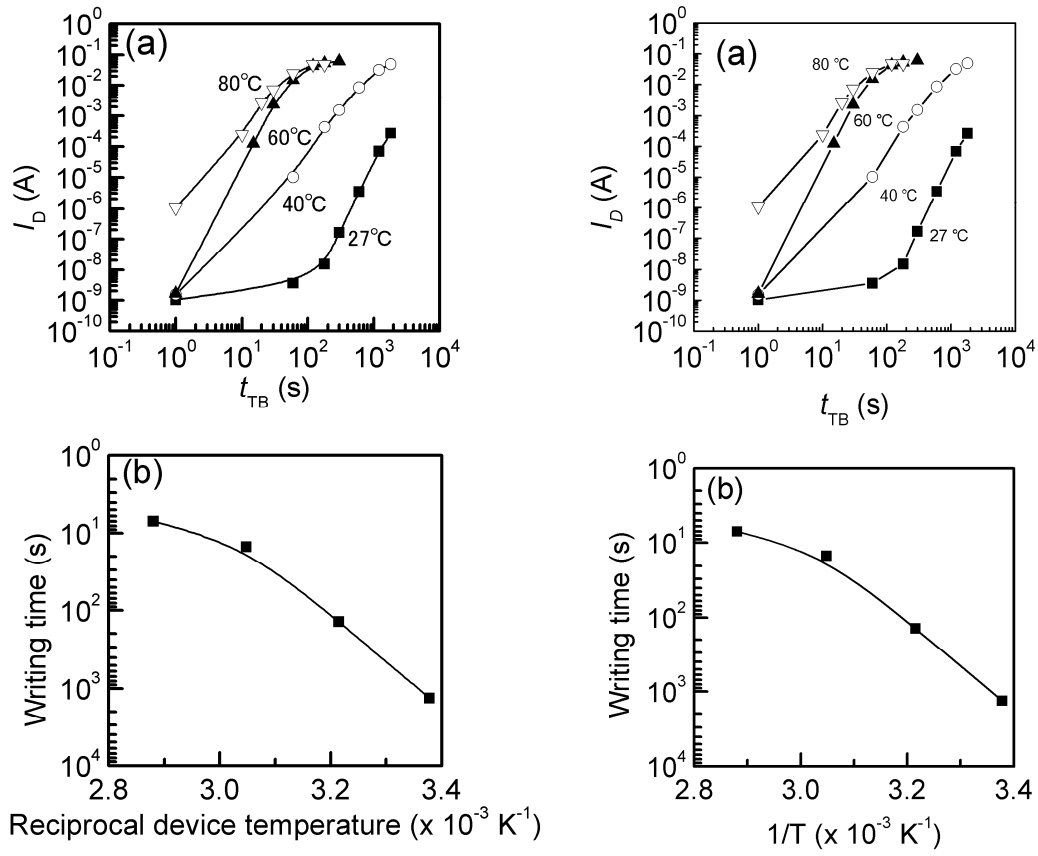 (a)
10⁰
10⁻¹
10⁻²
10⁻³
10⁻⁴
10⁻⁵
10⁻⁶
10⁻⁷
10⁻⁸
10⁻⁹
10⁻¹⁰
I_D (A)
80°C
60°C
40°C
27°C
10⁻¹ 10⁰ 10¹ 10² 10³ 10⁴
t_TB (s)
(a)
10⁰
10⁻¹
10⁻²
10⁻³
10⁻⁴
10⁻⁵
10⁻⁶
10⁻⁷
10⁻⁸
10⁻⁹
10⁻¹⁰
I_D (A)
80 °C
60 °C
40 °C
27 °C
10⁻¹ 10⁰ 10¹ 10² 10³ 10⁴
t_TB (s)
(b)
10⁰
10¹
10²
10³
10⁴
Writing time (s)
2.8 3.0 3.2 3.4
Reciprocal device temperature (x 10⁻³ K⁻¹)
(b)
10⁰
10¹
10²
10³
10⁴
Writing time (s)
2.8 3.0 3.2 3.4
1/T (x 10⁻³ K⁻¹)